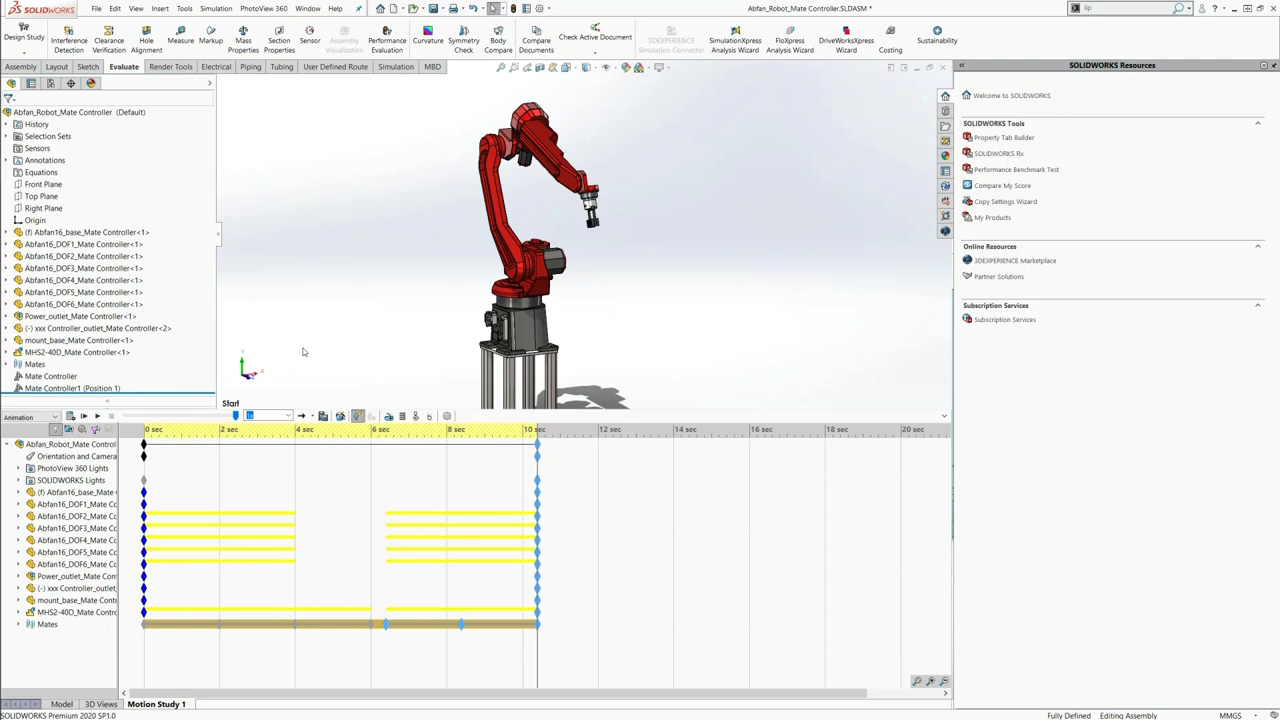 SOLIDWORKS File Edit View Insert Tools Simulation PhotoView 360 Window Help
Abfan_Robot_Mate Controller.SLDASM *
lip
Design Study
Interference Detection
Clearance Verification
Hole Alignment
Measure
Markup
Mass Properties
Section Properties
Sensor
Assembly Visualization
Performance Evaluation
Curvature
Symmetry Check
Body Compare
Compare Documents
Check Active Document
3DEXPERIENCE Simulation Connector
SimulationXpress Analysis Wizard
FloXpress Analysis Wizard
DriveWorksXpress Wizard
Costing
Sustainability
Assembly Layout Sketch Evaluate Render Tools Electrical Piping Tubing User Defined Route Simulation MBD
Abfan_Robot_Mate Controller (Default)
History
Selection Sets
Sensors
Annotations
Equations
Front Plane
Top Plane
Right Plane
Origin
(f) Abfan16_base_Mate Controller<1>
Abfan16_DOF1_Mate Controller<1>
Abfan16_DOF2_Mate Controller<1>
Abfan16_DOF3_Mate Controller<1>
Abfan16_DOF4_Mate Controller<1>
Abfan16_DOF5_Mate Controller<1>
Abfan16_DOF6_Mate Controller<1>
Power_outlet_Mate Controller<1>
(-) xxx Controller_outlet_Mate Controller<2>
mount_base_Mate Controller<1>
MHS2-40D_Mate Controller<1>
Mates
Mate Controller
Mate Controller1 (Position 1)
Start
SOLIDWORKS Resources
Welcome to SOLIDWORKS
SOLIDWORKS Tools
Property Tab Builder
SOLIDWORKS Rx
Performance Benchmark Test
Compare My Score
Copy Settings Wizard
My Products
Online Resources
3DEXPERIENCE Marketplace
Partner Solutions
Subscription Services
Subscription Services
Animation
0 sec 2 sec 4 sec 6 sec 8 sec 10 sec 12 sec 14 sec 16 sec 18 sec 20 sec
Abfan_Robot_Mate Control
Orientation and Camera
PhotoView 360 Lights
SOLIDWORKS Lights
(f) Abfan16_base_Mate
Abfan16_DOF1_Mate Co
Abfan16_DOF2_Mate Co
Abfan16_DOF3_Mate Co
Abfan16_DOF4_Mate Co
Abfan16_DOF5_Mate Co
Abfan16_DOF6_Mate Co
Power_outlet_Mate Cont
(-) xxx Controller_outlet_
mount_base_Mate Contr
MHS2-40D_Mate Contro
Mates
Model 3D Views Motion Study 1
SOLIDWORKS Premium 2020 SP1.0
Fully Defined Editing Assembly MMGS